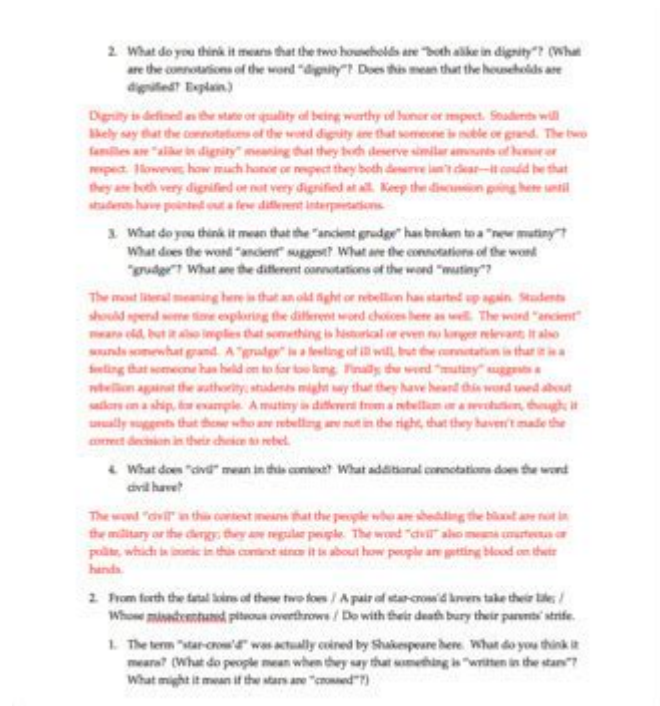 2. What do you think it means that the two households are "both alike in dignity"? (What
are the connotations of the word "dignity"? Does this mean that the households are
dignified? Explain.)
Dignity is defined as the state or quality of being worthy of honor or respect. Students will
likely say that the connotations of the word dignity are that someone is noble or grand. The two
families are "alike in dignity" meaning that they both deserve similar amounts of honor or
respect. However, how much honor or respect they both deserve isn't clear—it could be that
they are both very dignified or not very dignified at all. Keep the discussion going here until
students have pointed out a few different interpretations.
3. What do you think it mean that the "ancient grudge" has broken to a "new mutiny"?
What does the word "ancient" suggest? What are the connotations of the word
"grudge"? What are the different connotations of the word "mutiny"?
The most literal meaning here is that an old fight or rebellion has started up again. Students
should spend some time exploring the different word choices here as well. The word "ancient"
means old, but it also implies that something is historical or even no longer relevant; it also
sounds somewhat grand. A "grudge" is a feeling of ill will, but the connotation is that it is a
feeling that someone has held on to for too long. Finally, the word "mutiny" suggests a
rebellion against the authority; students might say that they have heard this word used about
sailors on a ship, for example. A mutiny is different from a rebellion or a revolution, though; it
usually suggests that those who are rebelling are not in the right, that they haven't made the
correct decision in their choice to rebel.
4. What does "civil" mean in this context? What additional connotations does the word
civil have?
The word "civil" in this context means that the people who are shedding the blood are not in
the military or the clergy; they are regular people. The word "civil" also means courteous or
polite, which is ironic in this context since it is about how people are getting blood on their
hands.
2. From forth the fatal loins of these two foes / A pair of star-cross'd lovers take their life; /
Whose misadventured piteous overthrows / Do with their death bury their parents' strife.
1. The term "star-cross'd" was actually coined by Shakespeare here. What do you think it
means? (What do people mean when they say that something is "written in the stars"?
What might it mean if the stars are "crossed"?)